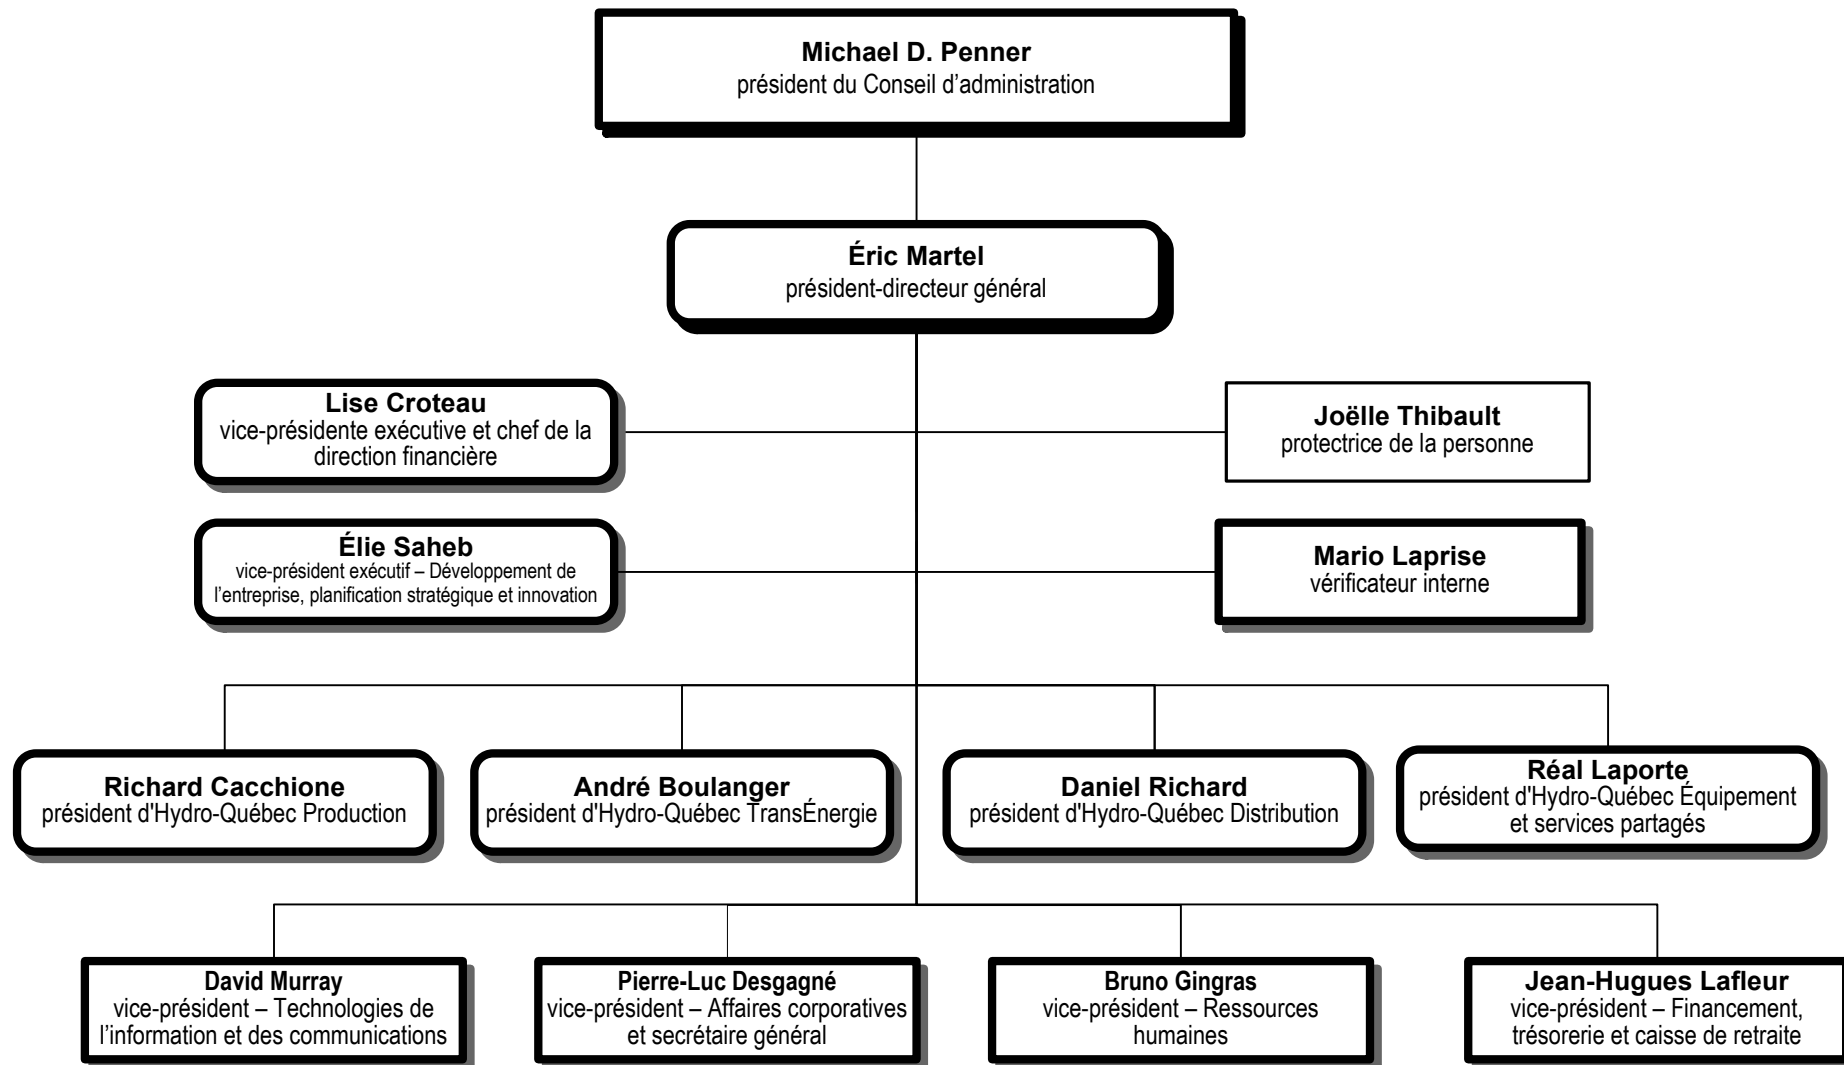 Michael D. Penner
président du Conseil d’administration
Éric Martel
président-directeur général
Lise Croteau
vice-présidente exécutive et chef de la
direction financière
Joëlle Thibault
protectrice de la personne
Élie Saheb
vice-président exécutif – Développement de
l’entreprise, planification stratégique et innovation
Mario Laprise
vérificateur interne
Richard Cacchione
président d'Hydro-Québec Production
André Boulanger
président d'Hydro-Québec TransÉnergie
Daniel Richard
président d'Hydro-Québec Distribution
Réal Laporte
président d'Hydro-Québec Équipement
et services partagés
David Murray
vice-président – Technologies de
l’information et des communications
Pierre-Luc Desgagné
vice-président – Affaires corporatives
et secrétaire général
Bruno Gingras
vice-président – Ressources
humaines
Jean-Hugues Lafleur
vice-président – Financement,
trésorerie et caisse de retraite